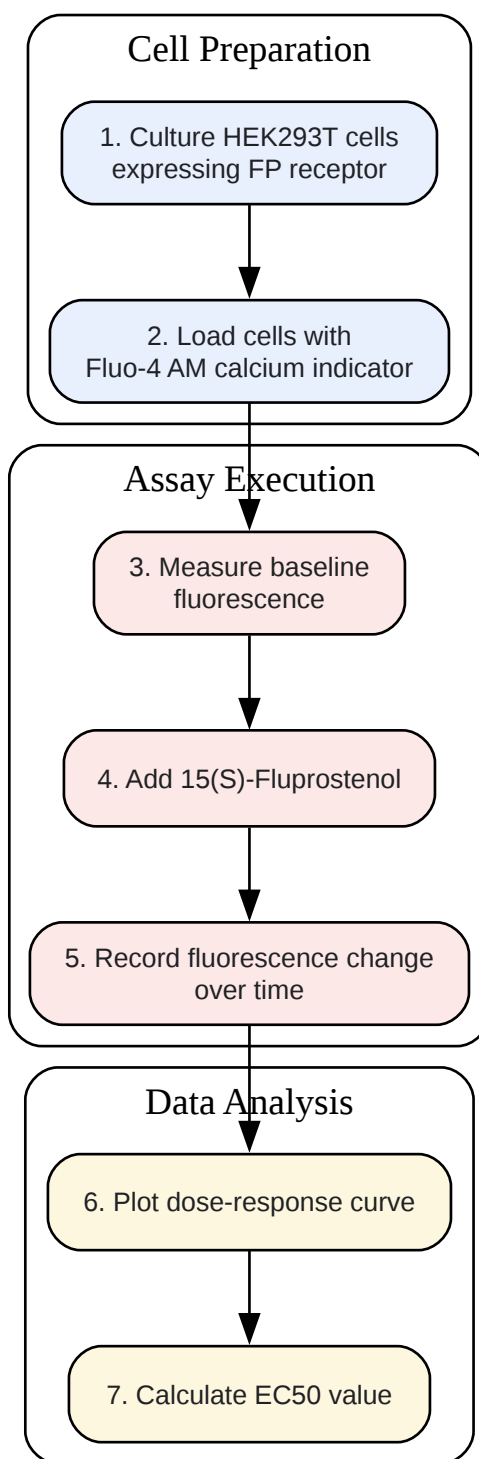 Cell Preparation
1. Culture HEK293T cells
expressing FP receptor
2. Load cells with
Fluo-4 AM calcium indicator
Assay Execution
3. Measure baseline
fluorescence
4. Add 15(S)-Fluprostenol
5. Record fluorescence change
over time
Data Analysis
6. Plot dose-response curve
7. Calculate EC50 value